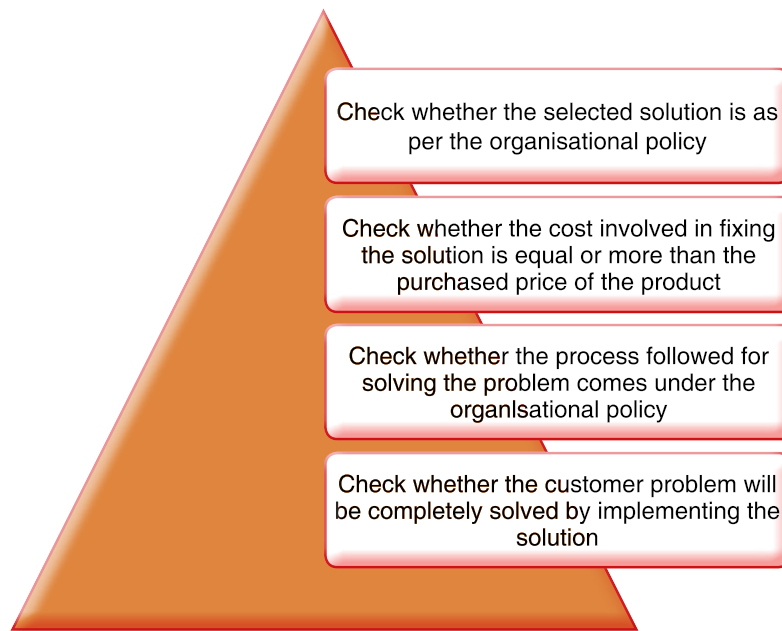 Check whether the selected solution is as
per the organisational policy
Check whether the cost involved in fixing
the solution is equal or more than the
purchased price of the product
Check whether the process followed for
solving the problem comes under the
organlsational policy
Check whether the customer problem will
be completely solved by implementing the
solution